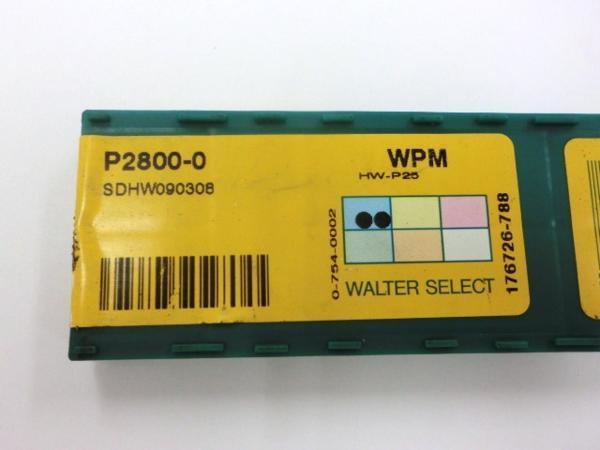 P2800-0
SDHW090308
WPM
HW-P25
0-754-0002
176726-788
WALTER SELECT